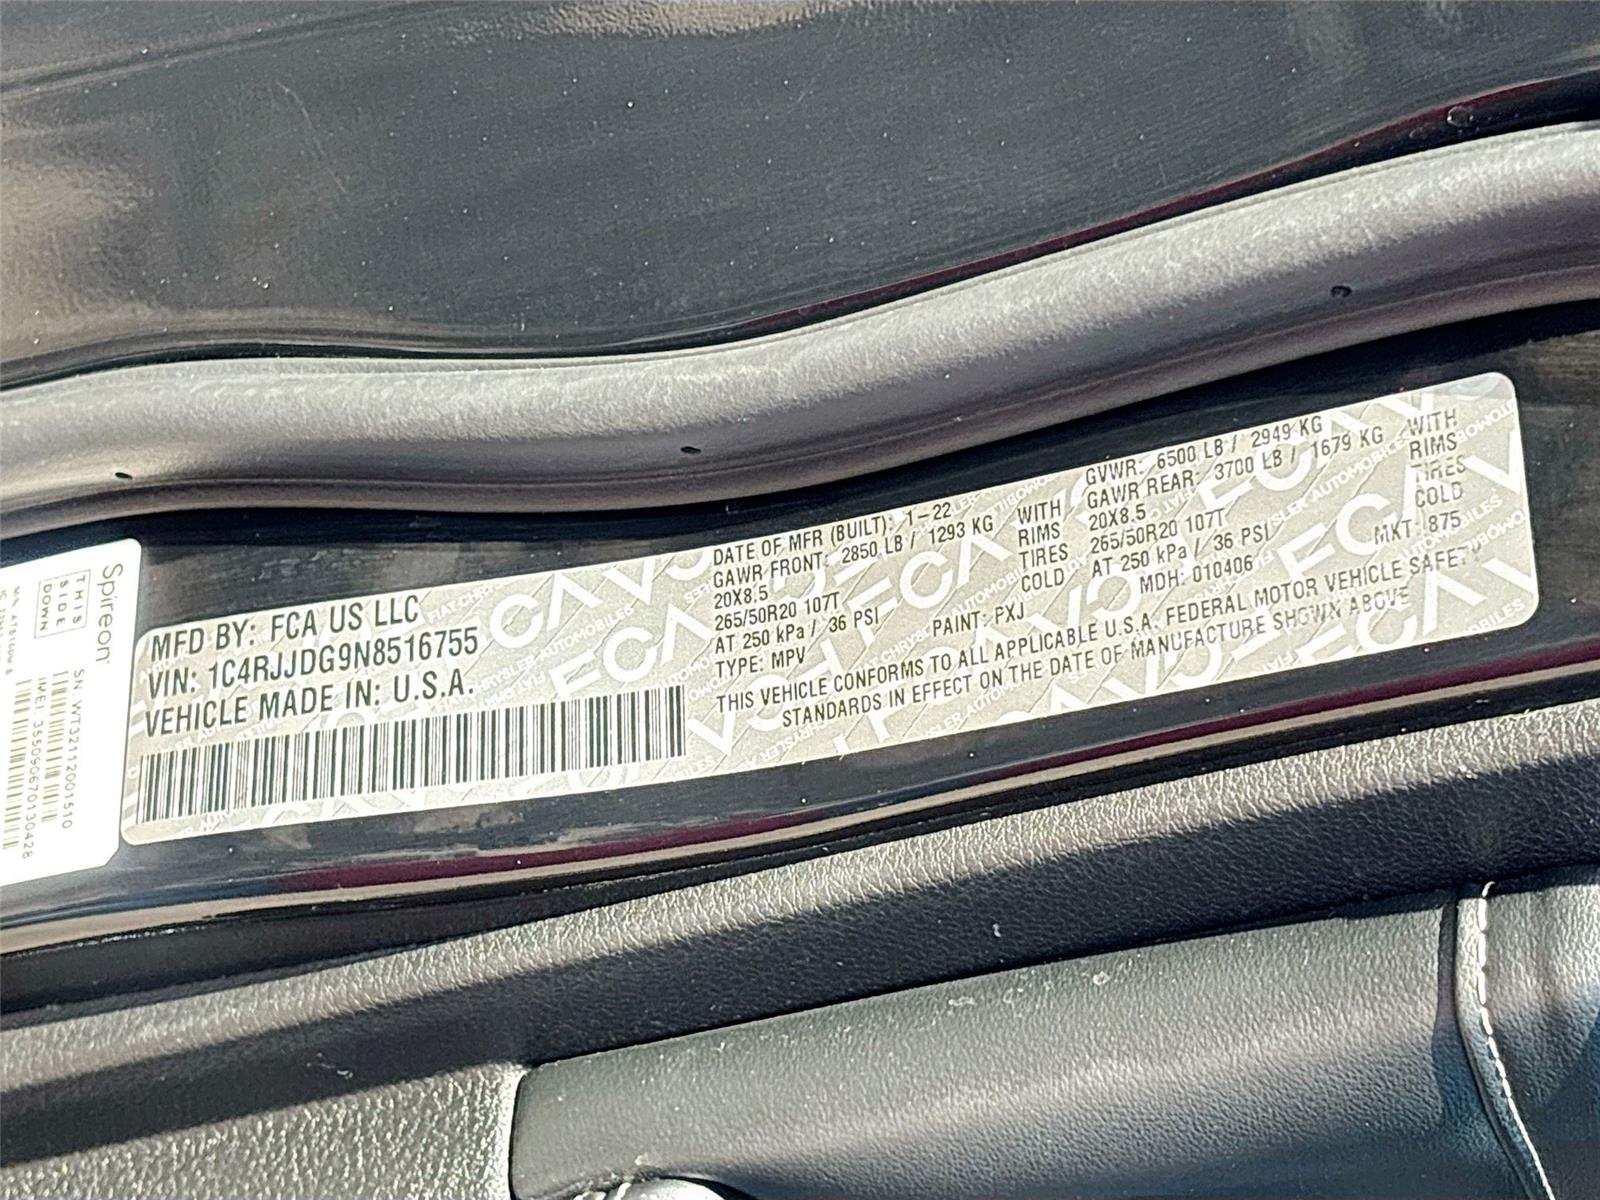 MFD BY: FCA US LLC
VIN: 1C4RJJDG9N8516755
VEHICLE MADE IN: U.S.A.
DATE OF MFR (BUILT): 1-22
GAWR FRONT: 2850 LB / 1293 KG WITH
20X8.5 RIMS
265/50R20 107T TIRES
AT 250 kPa / 36 PSI COLD
TYPE: MPV PAINT: PXJ
GVWR: 6500 LB / 2949 KG
GAWR REAR: 3700 LB / 1679 KG WITH
20X8.5 RIMS
265/50R20 107T TIRES
AT 250 kPa / 36 PSI COLD
MDH: 010406 MKT: 875
THIS VEHICLE CONFORMS TO ALL APPLICABLE U.S.A. FEDERAL MOTOR VEHICLE SAFETY
STANDARDS IN EFFECT ON THE DATE OF MANUFACTURE SHOWN ABOVE
Spireon
THIS
SIDE
DOWN
SN: W732112001510
IMEI: 355090670130428